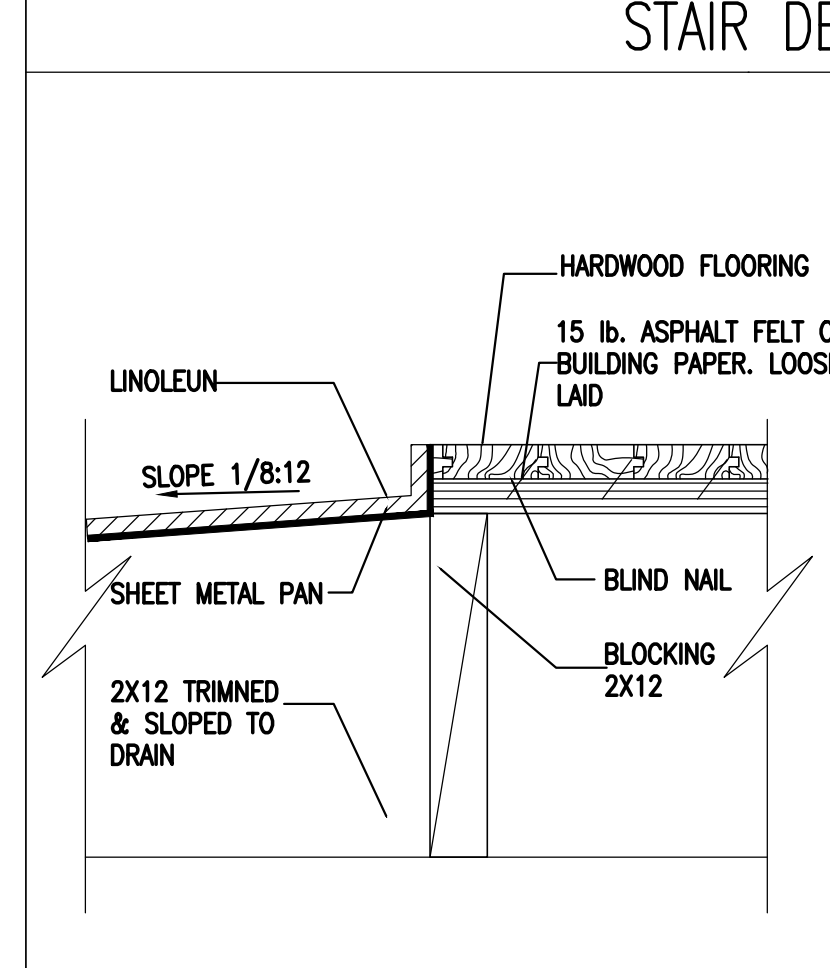 STAIR DE
HARDWOOD FLOORING
15 lb. ASPHALT FELT O
BUILDING PAPER. LOOSE
LAID
LINOLEUN
SLOPE 1/8:12
SHEET METAL PAN
BLIND NAIL
BLOCKING
2X12
2X12 TRIMNED
& SLOPED TO
DRAIN